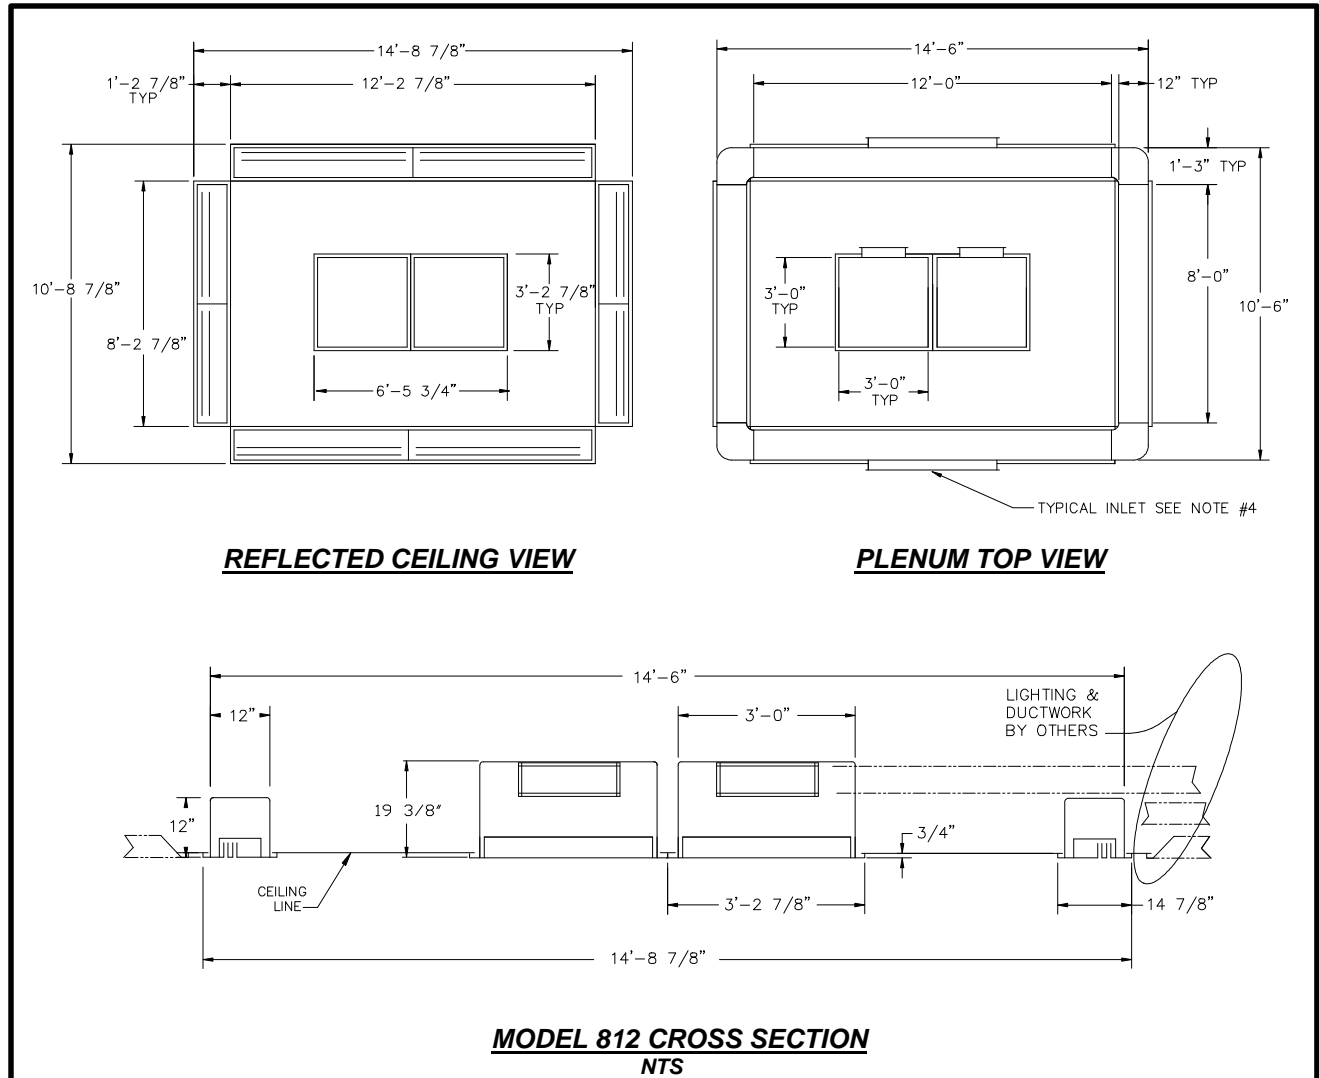 14'-8 7/8"
1'-2 7/8"
TYP
12'-2 7/8"
10'-8 7/8"
8'-2 7/8"
3'-2 7/8"
TYP
6'-5 3/4"
REFLECTED CEILING VIEW
14'-6"
12'-0"
12" TYP
1'-3" TYP
3'-0"
TYP
3'-0"
TYP
8'-0"
10'-6"
TYPICAL INLET SEE NOTE #4
PLENUM TOP VIEW
14'-6"
12"
3'-0"
LIGHTING &
DUCTWORK
BY OTHERS
19 3/8"
12"
3/4"
CEILING
LINE
3'-2 7/8"
14 7/8"
14'-8 7/8"
MODEL 812 CROSS SECTION
NTS